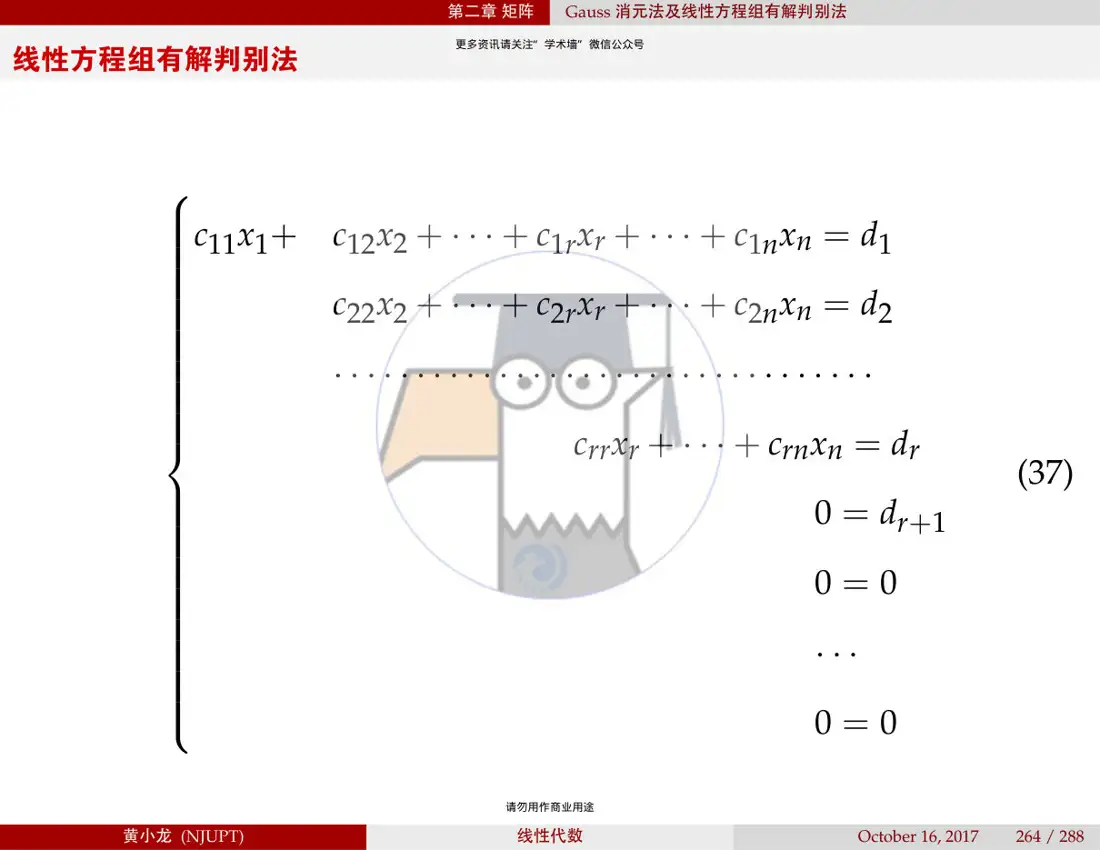 第二章 矩阵 Gauss 消元法及线性方程组有解判别法
更多资讯请关注“学术墙”微信公众号
线性方程组有解判别法
c11x1+ c12x2 + · · · + c1rxr + · · · + c1nxn = d1
c22x2 + · · · + c2rxr + · · · + c2nxn = d2
· · · · · · · · · · · · · · · · · · · · · · · · · · · · · · · · ·
crrxr + · · · + crnxn = dr
(37)
0 = dr+1
0 = 0
· · ·
0 = 0
请勿用作商业用途
黄小龙 (NJUPT) 线性代数 October 16, 2017 264 / 288